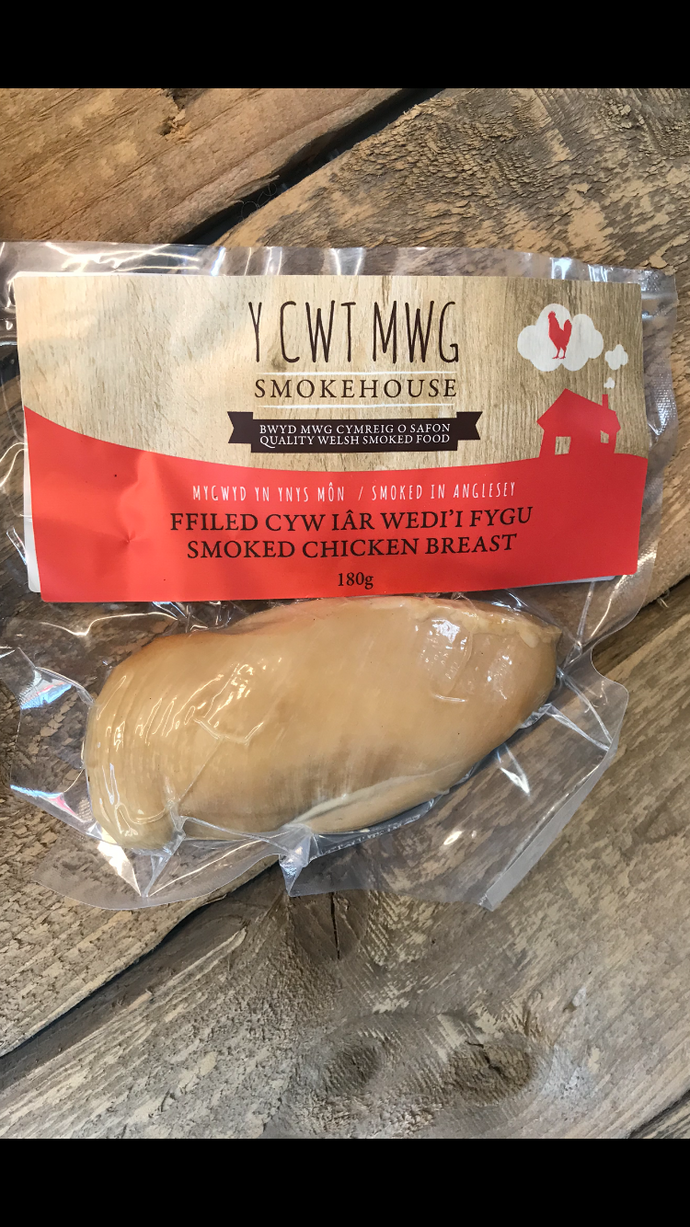 Y CWT MWG
SMOKEHOUSE
BWYD MWG CYMREIG O SAFON
QUALITY WELSH SMOKED FOOD
MYGWYD YN YNYS MÔN / SMOKED IN ANGLESEY
FFILED CYW IÂR WEDI'I FYGU
SMOKED CHICKEN BREAST
180g